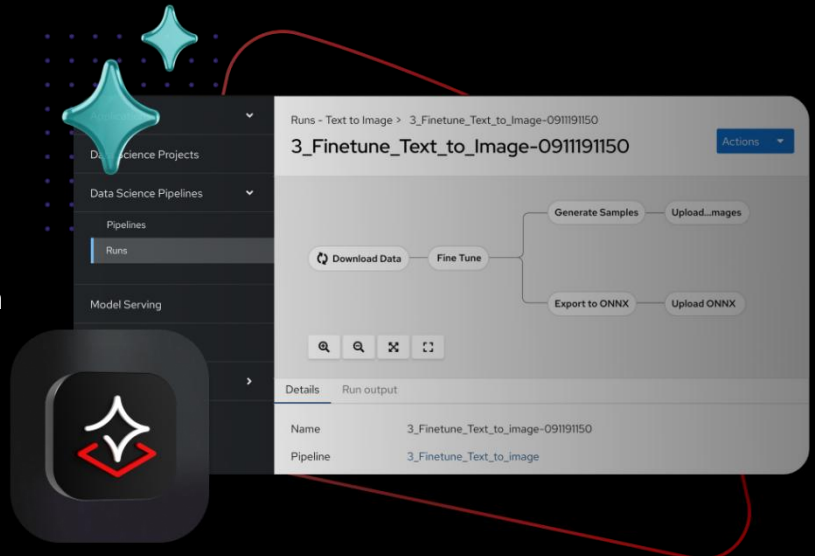 Runs - Text to Image > 3_Finetune_Text_to_Image-0911191150
3_Finetune_Text_to_Image-0911191150
Actions
Data Science Projects
Data Science Pipelines
Pipelines
Runs
Model Serving
Generate Samples
Upload...mages
Download Data
Fine Tune
Export to ONNX
Upload ONNX
Details
Run output
Name
3_Finetune_Text_to_image-091191150
Pipeline
3_Finetune_Text_to_image